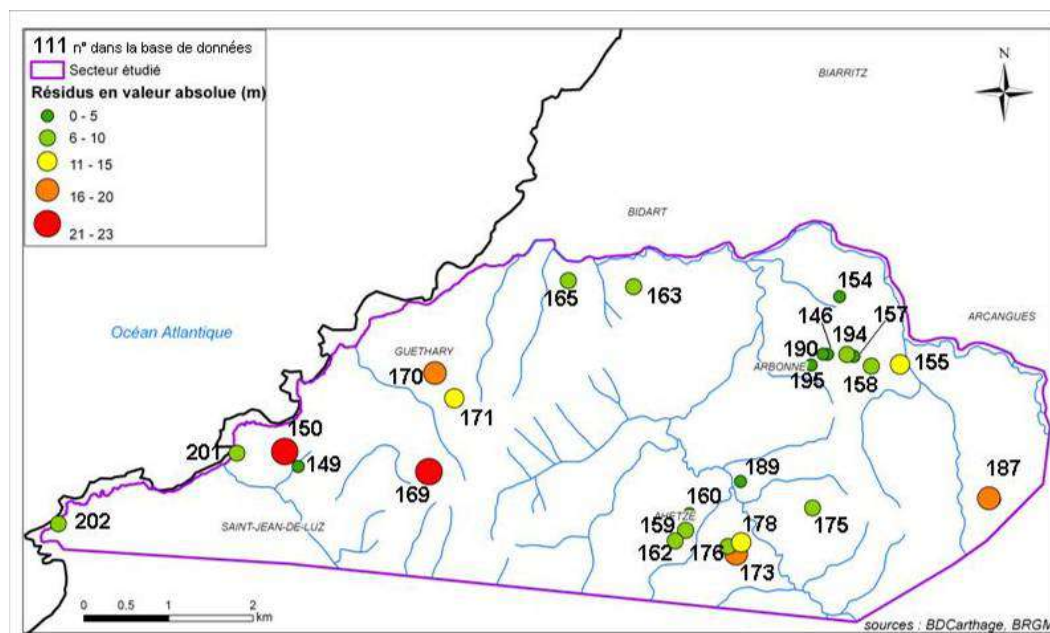 111 n° dans la base de données
Secteur étudié
Résidus en valeur absolue (m)
0 - 5
6 - 10
11 - 15
16 - 20
21 - 23
N
BIARRITZ
BIDART
ARCANGUES
Océan Atlantique
GUETHARY
ARBONNE
SAINT-JEAN-DE-LUZ
AHETZE
154
165
163
146
194
157
190
195
158
155
170
171
150
201
149
169
189
187
160
175
202
159
178
162
176
173
0 0.5 1 2
km
sources : BDCarthage, BRGM